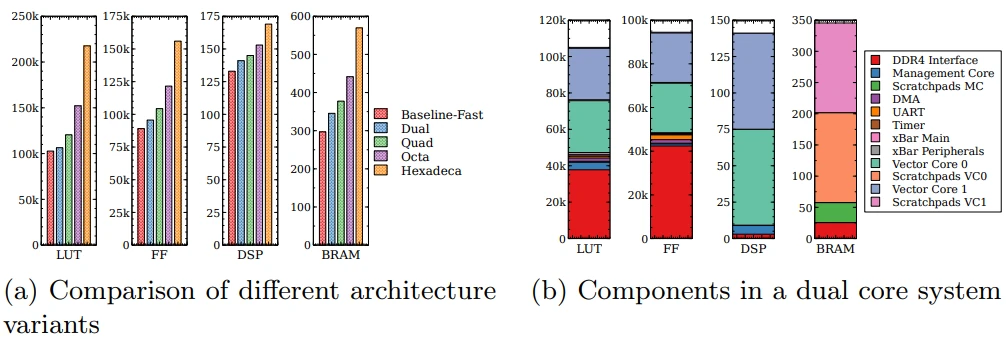 250k
200k
150k
100k
50k
0
LUT
175k
150k
125k
100k
75k
50k
25k
0
FF
175
150
125
100
75
50
25
0
DSP
600
500
400
300
200
100
0
BRAM
Baseline-Fast
Dual
Quad
Octa
Hexadeca
(a) Comparison of different architecture
variants
120k
100k
80k
60k
40k
20k
0
LUT
100k
80k
60k
40k
20k
0
FF
150
125
100
75
50
25
0
DSP
350
300
250
200
150
100
50
0
BRAM
DDR4 Interface
Management Core
Scratchpads MC
DMA
UART
Timer
xBar Main
xBar Peripherals
Vector Core 0
Scratchpads VC0
Vector Core 1
Scratchpads VC1
(b) Components in a dual core system